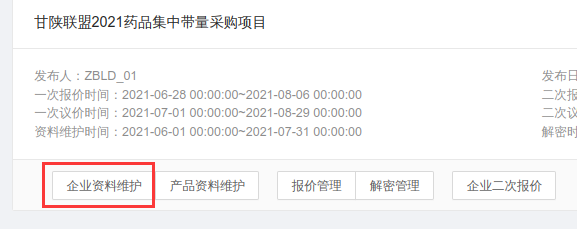 甘陕联盟2021药品集中带量采购项目
发布人：ZBLD_01
发布日
一次报价时间：2021-06-28 00:00:00~2021-08-06 00:00:00
二次报
一次议价时间：2021-07-01 00:00:00~2021-08-29 00:00:00
二次议
资料维护时间：2021-06-01 00:00:00~2021-07-31 00:00:00
解密时
企业资料维护 产品资料维护 报价管理 解密管理 企业二次报价